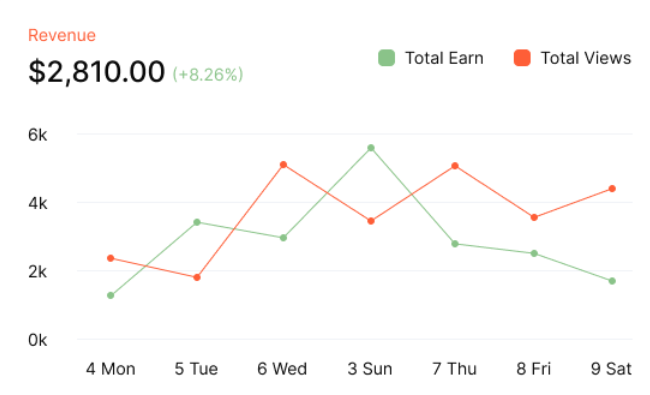 Revenue
$2,810.00 (+8.26%)
Total Earn Total Views
6k
4k
2k
0k
4 Mon 5 Tue 6 Wed 3 Sun 7 Thu 8 Fri 9 Sat